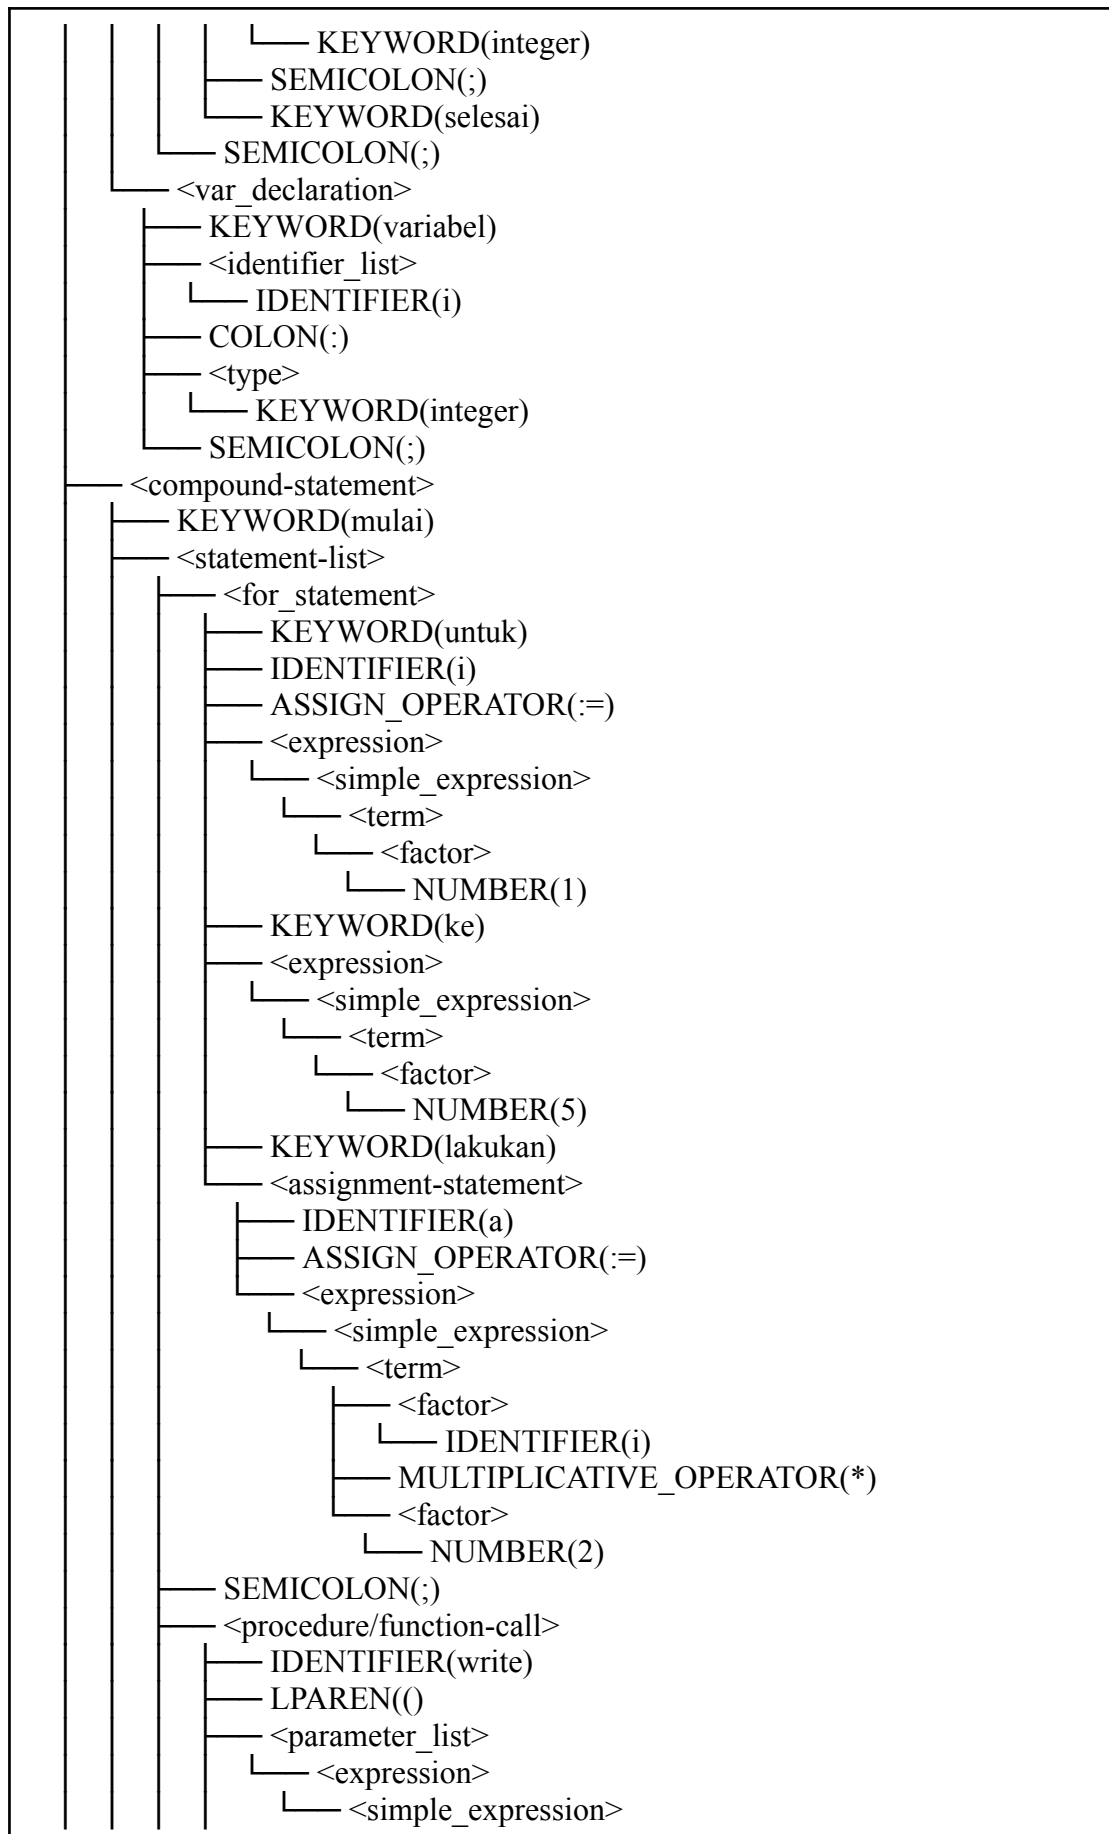 KEYWORD(integer)
SEMICOLON(;)
KEYWORD(selesai)
SEMICOLON(;)
<var_declaration>
KEYWORD(variabel)
<identifier_list>
IDENTIFIER(i)
COLON(:)
<type>
KEYWORD(integer)
SEMICOLON(;)
<compound-statement>
KEYWORD(mulai)
<statement-list>
<for_statement>
KEYWORD(untuk)
IDENTIFIER(i)
ASSIGN_OPERATOR(:=)
<expression>
<simple_expression>
<term>
<factor>
NUMBER(1)
KEYWORD(ke)
<expression>
<simple_expression>
<term>
<factor>
NUMBER(5)
KEYWORD(lakukan)
<assignment-statement>
IDENTIFIER(a)
ASSIGN_OPERATOR(:=)
<expression>
<simple_expression>
<term>
<factor>
IDENTIFIER(i)
MULTIPLICATIVE_OPERATOR(*)
<factor>
NUMBER(2)
SEMICOLON(;)
<procedure/function-call>
IDENTIFIER(write)
LPAREN(()
<parameter_list>
<expression>
<simple_expression>